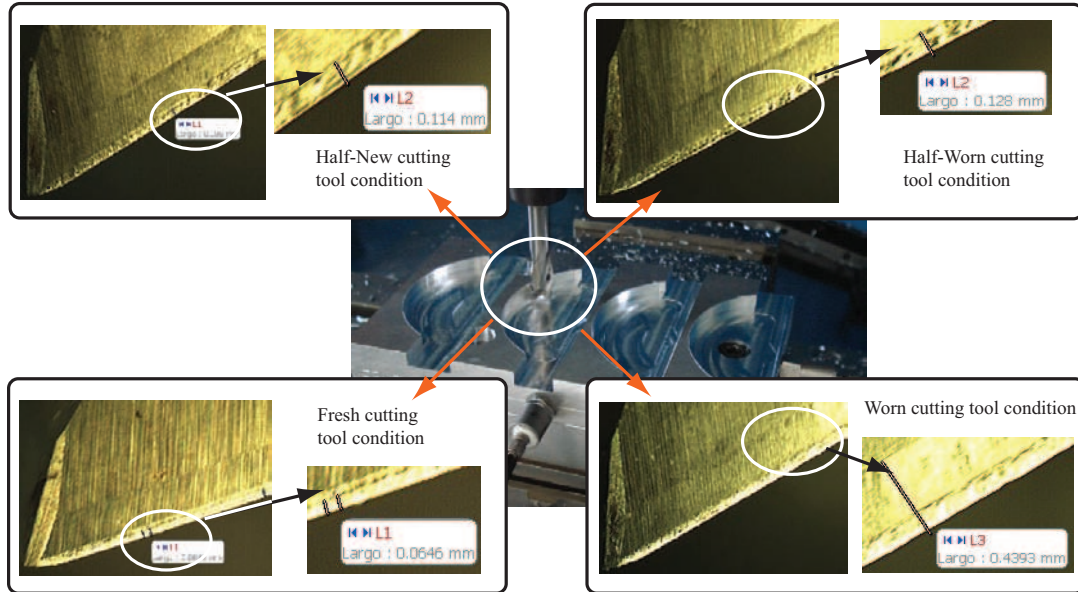 L1
L2
Largo : 0.114 mm
Half-New cutting
tool condition
L2
Largo : 0.128 mm
Half-Worn cutting
tool condition
Fresh cutting
tool condition
L1
Largo : 0.0646 mm
Worn cutting tool condition
L3
Largo : 0.4393 mm